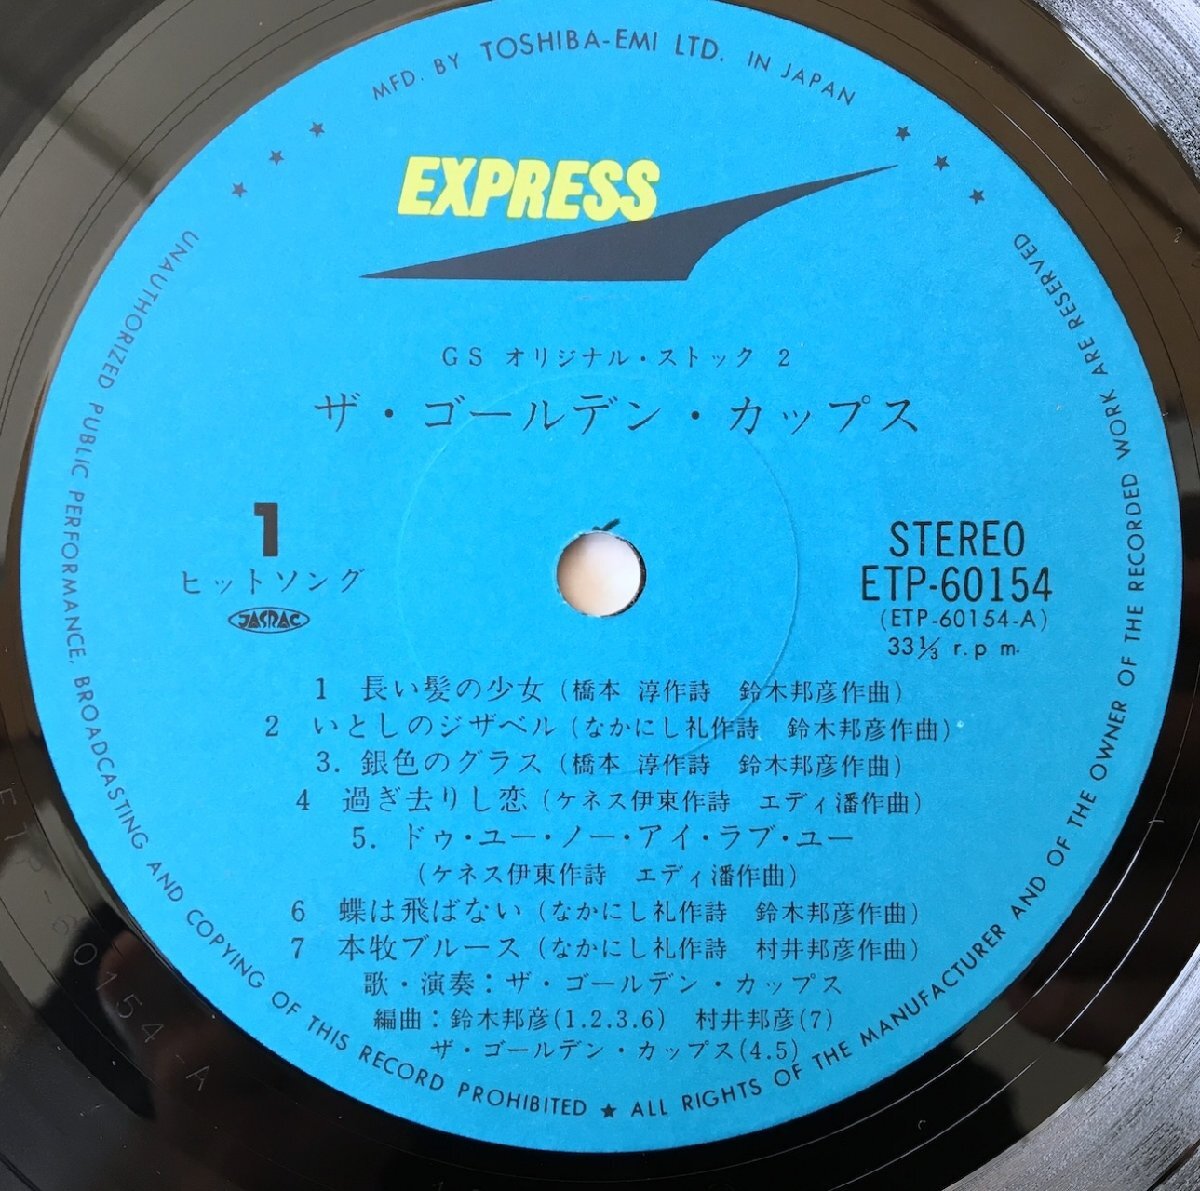 MFD. BY TOSHIBA-EMI LTD. IN JAPAN
EXPRESS
GS オリジナル・ストック 2
ザ・ゴールデン・カップス
1
ヒットソング
JASRAC
STEREO
ETP-60154
(ETP-60154-A)
33⅓ r.p m.
1 長い髪の少女 (橋本 淳作詩 鈴木邦彦作曲)
2 いとしのジザベル (なかにし礼作詩 鈴木邦彦作曲)
3. 銀色のグラス (橋本 淳作詩 鈴木邦彦作曲)
4 過ぎ去りし恋 (ケネス伊東作詩 エディ潘作曲)
5. ドゥ・ユー・ノー・アイ・ラブ・ユー
(ケネス伊東作詩 エディ潘作曲)
6 蝶は飛ばない (なかにし礼作詩 鈴木邦彦作曲)
7 本牧ブルース (なかにし礼作詩 村井邦彦作曲)
歌・演奏：ザ・ゴールデン・カップス
編曲：鈴木邦彦(1.2.3.6) 村井邦彦(7)
ザ・ゴールデン・カップス(4.5)
UNAUTHORIZED PUBLIC PERFORMANCE, BROADCASTING AND COPYING OF THIS RECORD PROHIBITED ★ ALL RIGHTS OF THE MANUFACTURER AND OF THE OWNER OF THE RECORDED WORK ARE RESERVED
ETP-60154-A